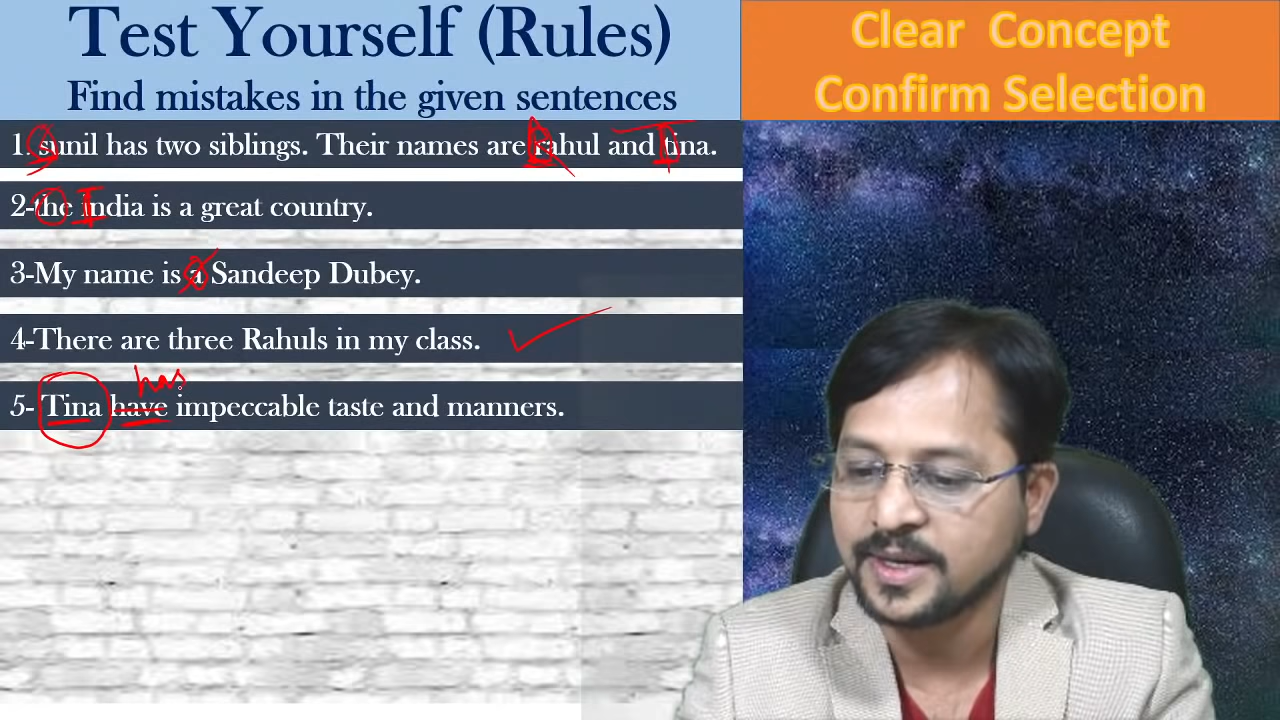 Test Yourself (Rules)
Find mistakes in the given sentences
Clear Concept
Confirm Selection
1. sunil has two siblings. Their names are rahul and tina.
S R T
2-the india is a great country.
I
3-My name is a Sandeep Dubey.
4-There are three Rahuls in my class.
has
5- Tina have impeccable taste and manners.